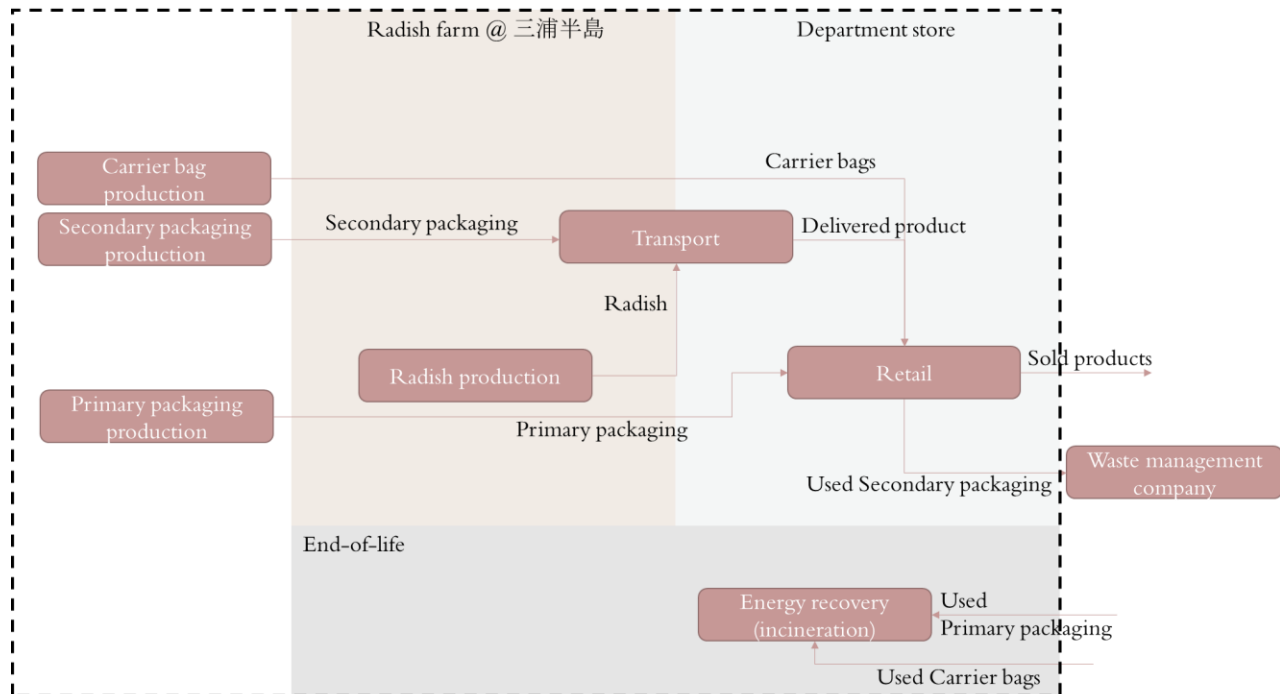 Radish farm @ 三浦半島
Department store
Carrier bag
production
Carrier bags
Secondary packaging
production
Secondary packaging
Transport
Delivered product
Radish
Radish production
Retail
Sold products
Primary packaging
production
Primary packaging
Used Secondary packaging
Waste management
company
End-of-life
Energy recovery
(incineration)
Used
Primary packaging
Used Carrier bags